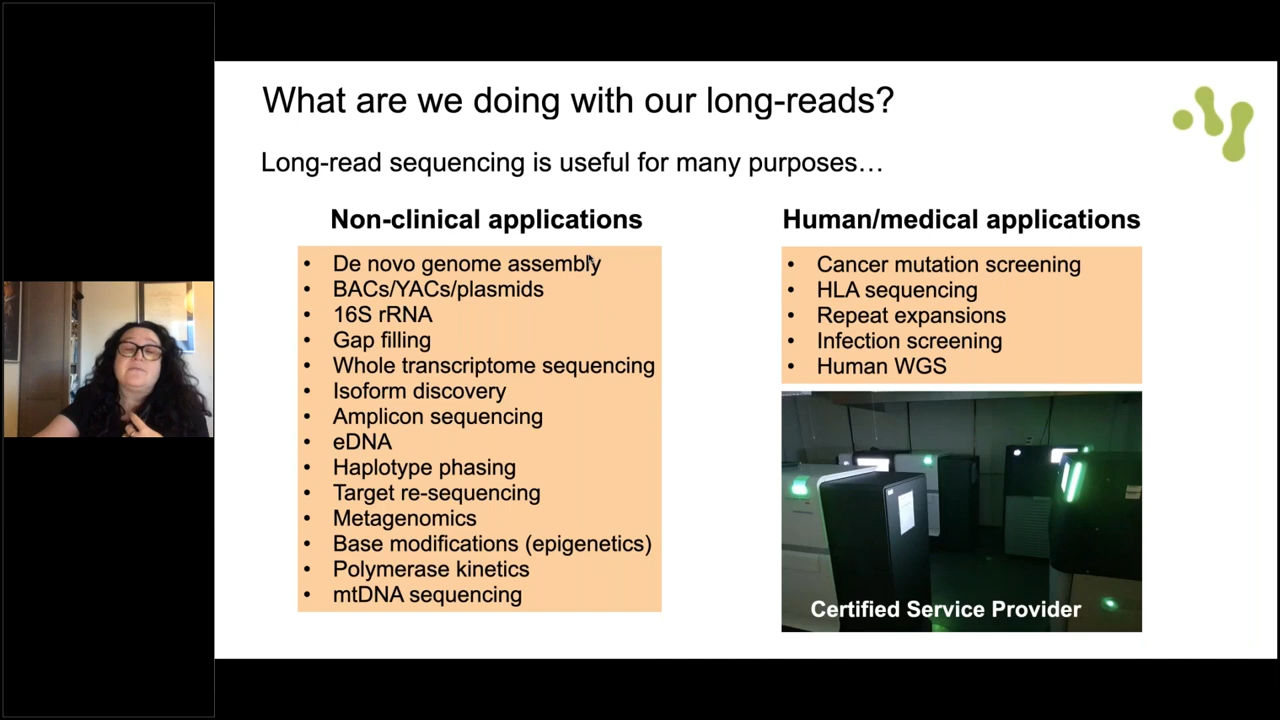 What are we doing with our long-reads?
Long-read sequencing is useful for many purposes…
Non-clinical applications
• De novo genome assembly
• BACs/YACs/plasmids
• 16S rRNA
• Gap filling
• Whole transcriptome sequencing
• Isoform discovery
• Amplicon sequencing
• eDNA
• Haplotype phasing
• Target re-sequencing
• Metagenomics
• Base modifications (epigenetics)
• Polymerase kinetics
• mtDNA sequencing
Human/medical applications
• Cancer mutation screening
• HLA sequencing
• Repeat expansions
• Infection screening
• Human WGS
Certified Service Provider